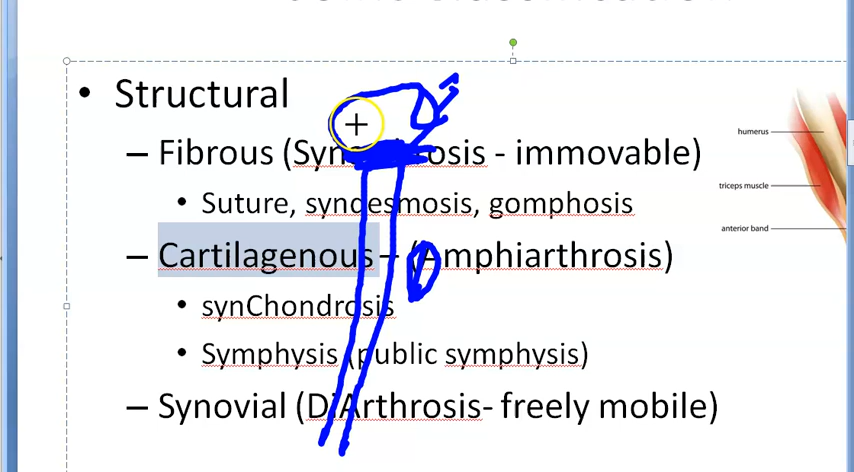 • Structural
– Fibrous (Synarthrosis - immovable)
• Suture, syndesmosis, gomphosis
– Cartilagenous – (Amphiarthrosis)
• synChondrosis
• Symphysis (public symphysis)
– Synovial (DiArthrosis- freely mobile)
humerus
triceps muscle
anterior band